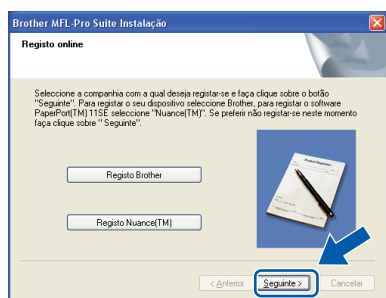 Brother MFL-Pro Suite Instalação
Registo online
Seleccione a companhia com a qual deseja registar-se e faça clique sobre o botão
"Seguinte". Para registar o seu dispositivo seleccione Brother, para registar o software
PaperPort(TM) 11SE seleccione "Nuance(TM)". Se preferir não registar-se neste momento
faça clique sobre " Seguinte".
Registo Brother
Registo Nuance(TM)
Product Registration
< Anterior
Seguinte >
Cancelar